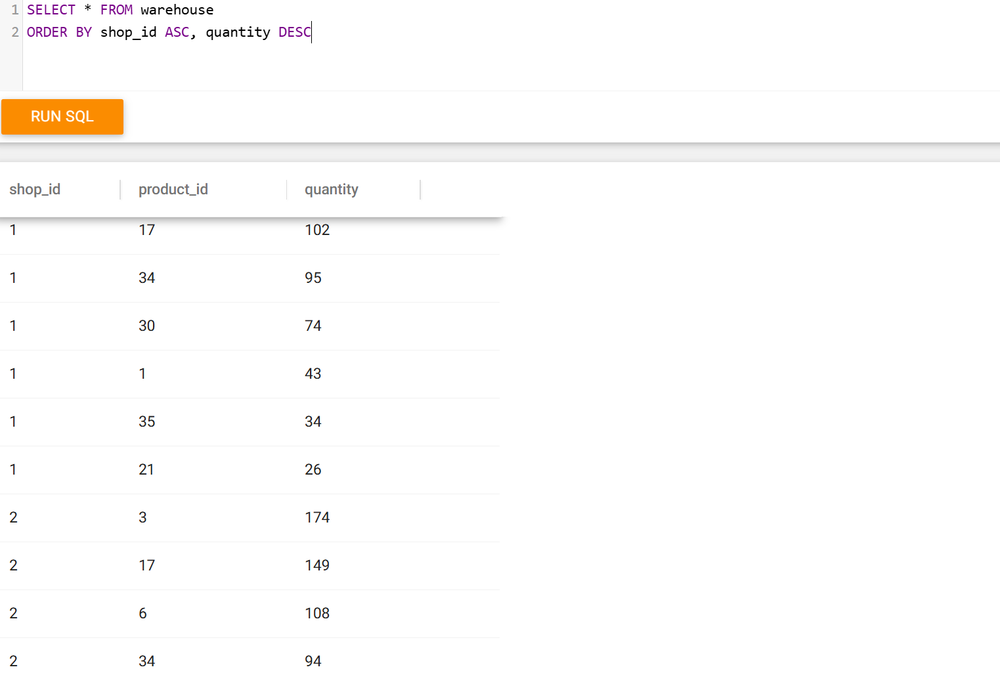 1 SELECT * FROM warehouse
2 ORDER BY shop_id ASC, quantity DESC
RUN SQL
shop_id product_id quantity
1 17 102
1 34 95
1 30 74
1 1 43
1 35 34
1 21 26
2 3 174
2 17 149
2 6 108
2 34 94